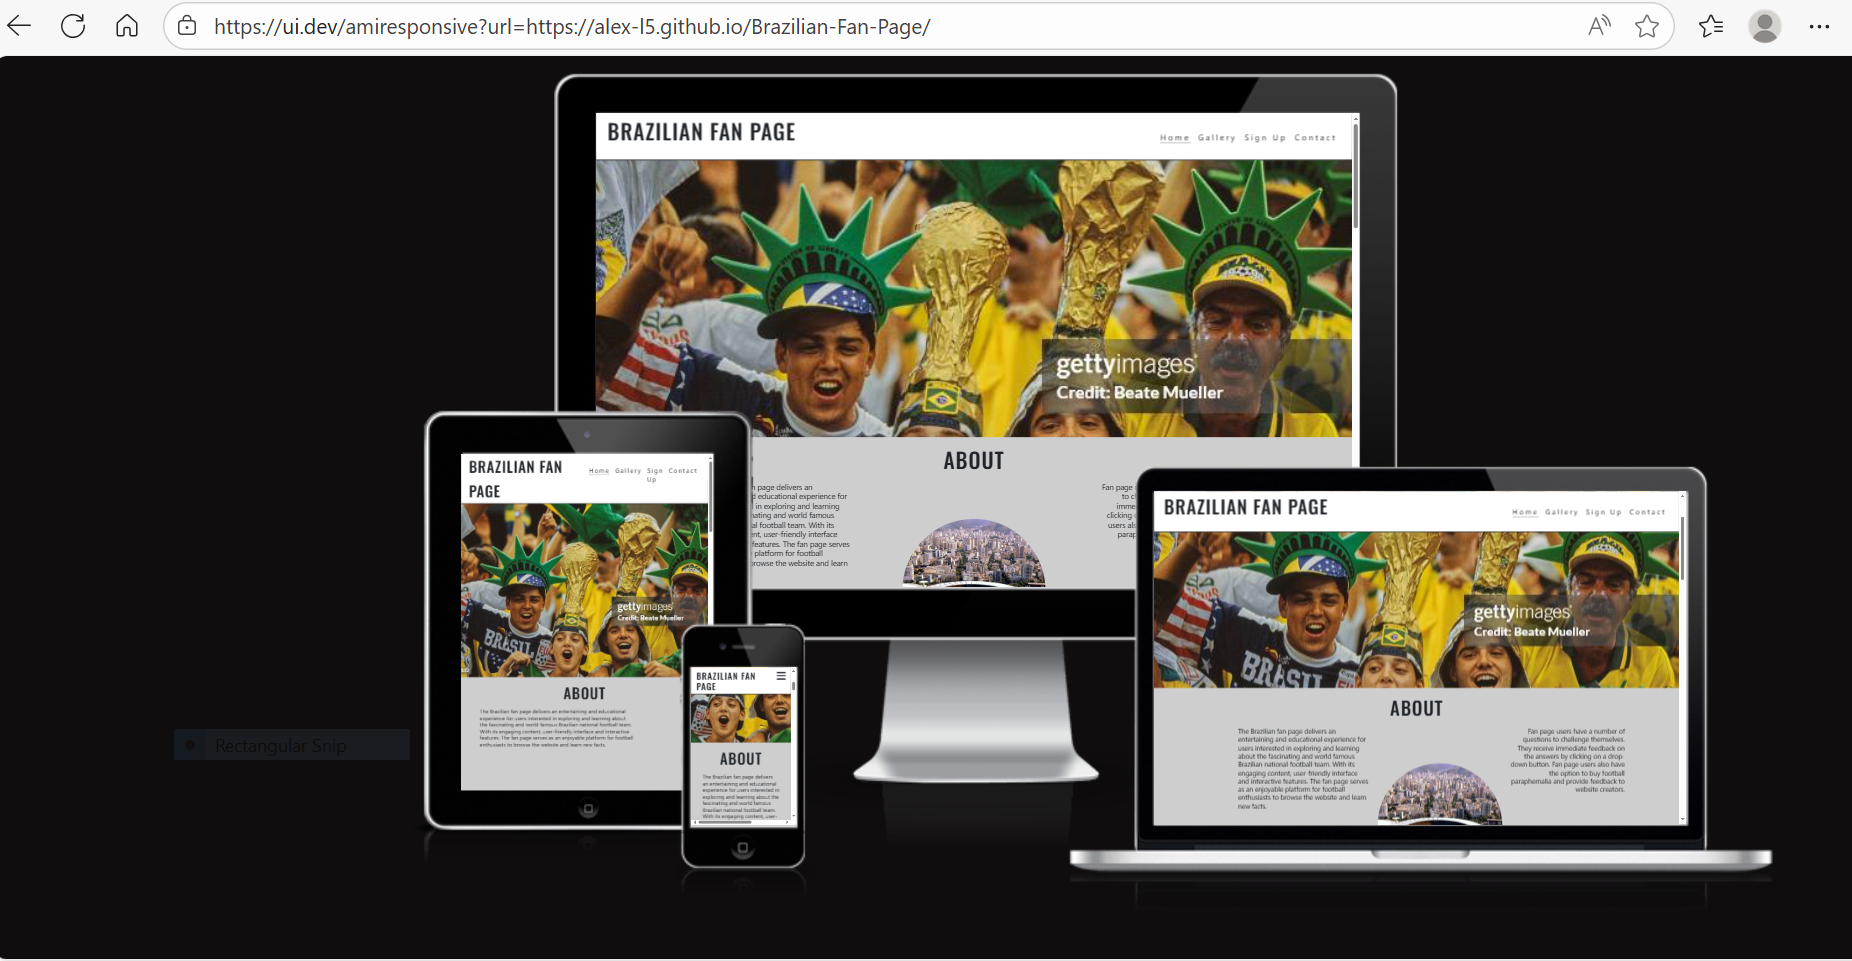 https://ui.dev/amiresponsive?url=https://alex-l5.github.io/Brazilian-Fan-Page/
BRAZILIAN FAN PAGE
Home Gallery Sign Up Contact
STATUE OF LIBERTY
gettyimages
Credit: Beate Mueller
ABOUT
page delivers an
educational experience for
in exploring and learning
and world famous
football team. With its
user-friendly interface
features. The fan page serves
platform for football
browse the website and learn
Fan page
to
clicking
users
BRAZILIAN FAN
PAGE
Home Gallery Sign Contact
Up
BRASIL
gettyimages
Credit: Beate Mueller
ABOUT
The Brazilian fan page delivers an entertaining and educational
experience for users interested in exploring and learning about
the fascinating and world famous Brazilian national football team.
With its engaging content, user-friendly interface and interactive
features. The fan page serves as an enjoyable platform for football
enthusiasts to browse the website and learn new facts.
BRAZILIAN FAN
PAGE
ABOUT
The Brazilian fan page delivers
an entertaining and educational
experience for users interested in
exploring and learning about the
fascinating and world famous
Brazilian national football team.
With its engaging content, user-
BRAZILIAN FAN PAGE
Home Gallery Sign Up Contact
BRASIL
gettyimages
Credit: Beate Mueller
ABOUT
The Brazilian fan page delivers an
entertaining and educational experience for
users interested in exploring and learning
about the fascinating and world famous
Brazilian national football team. With its
engaging content, user friendly interface
and interactive features. The fan page serves
as an enjoyable platform for football
enthusiasts to browse the website and learn
new facts.
Fan page users have a number of
questions to challenge themselves.
They receive immediate feedback on
the answers by clicking on a drop-
down button. Fan page users also have
the option to buy football
paraphernalia and provide feedback to
website creators.
Rectangular Snip